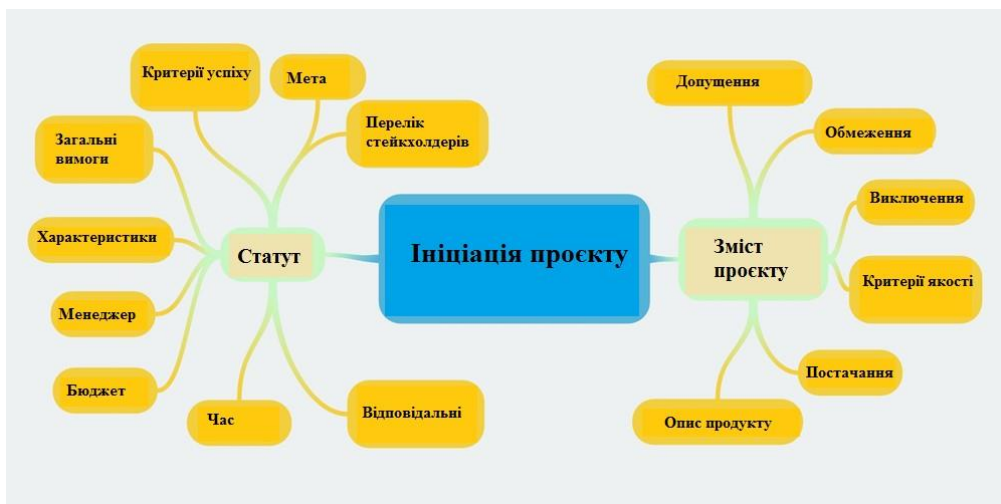 Критерії успіху
Мета
Перелік
стейкхолдерів
Загальні
вимоги
Характеристики
Статут
Менеджер
Бюджет
Час
Відповідальні
Ініціація проєкту
Допущення
Обмеження
Виключення
Зміст
проєкту
Критерії якості
Постачання
Опис продукту